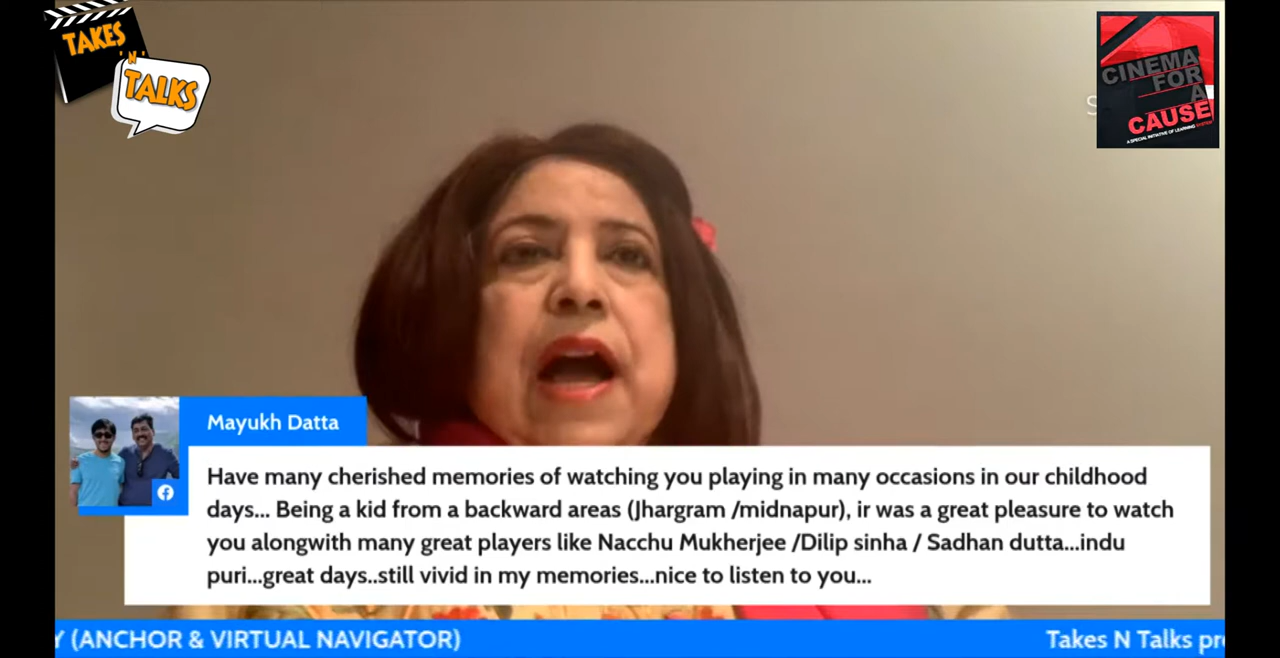 TAKES
'N'
TALKS
CINEMA
FOR
A
CAUSE
A SPECIAL INITIATIVE OF LEARNING SYSTEM
Mayukh Datta
Have many cherished memories of watching you playing in many occasions in our childhood
days... Being a kid from a backward areas (Jhargram /midnapur), ir was a great pleasure to watch
you alongwith many great players like Nacchu Mukherjee /Dilip sinha / Sadhan dutta...indu
puri...great days..still vivid in my memories...nice to listen to you...
Y (ANCHOR & VIRTUAL NAVIGATOR)
Takes N Talks pre